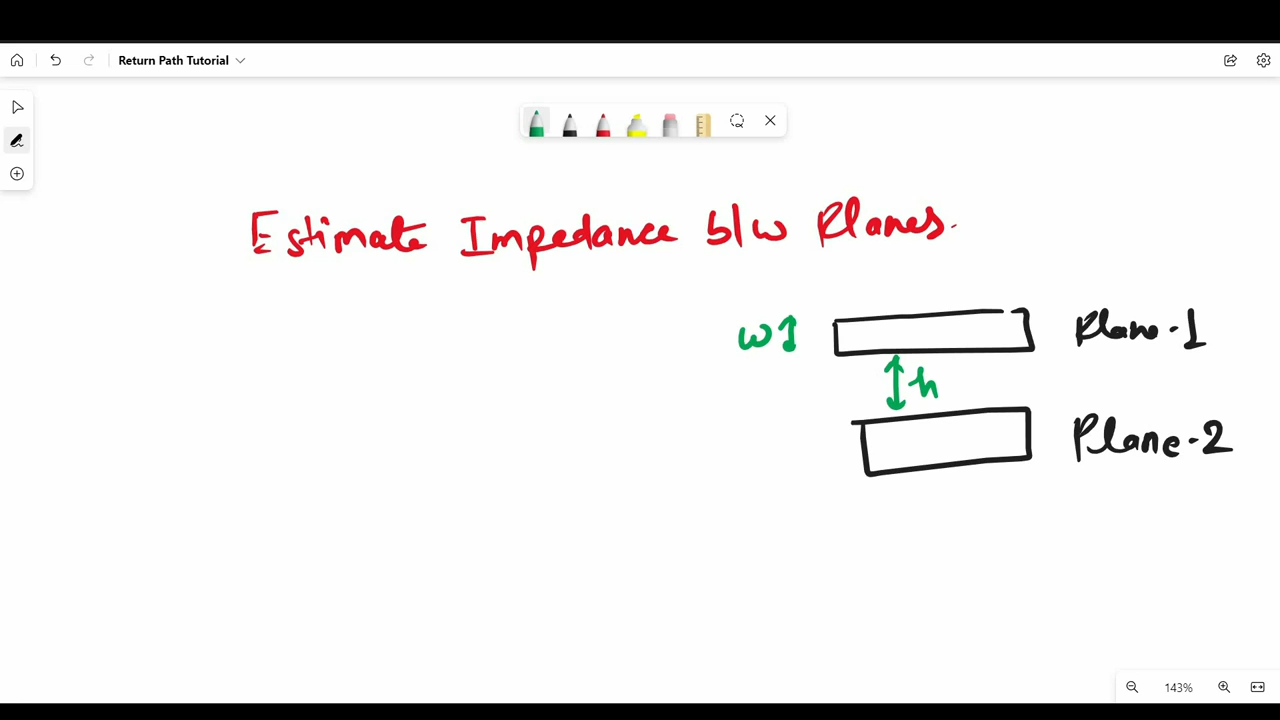 Return Path Tutorial
Estimate Impedance b/w Planes.
w
Plane-1
h
Plane-2
143%